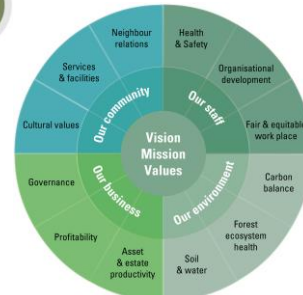 Neighbour
relations
Services
& facilities
Cultural values
Our community
Health
& Safety
Organisational
development
Fair & equitable
work place
Our staff
Vision
Mission
Values
Governance
Profitability
Asset
& estate
productivity
Our business
Carbon
balance
Forest
ecosystem
health
Soil
& water
Our environment